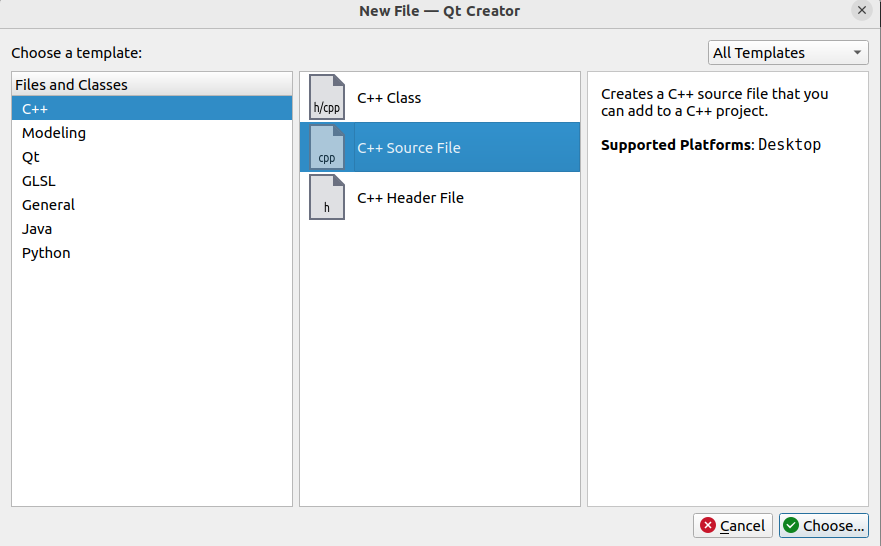 New File — Qt Creator
Choose a template:
All Templates
Files and Classes
C++
Modeling
Qt
GLSL
General
Java
Python
h/cpp
C++ Class
cpp
C++ Source File
h
C++ Header File
Creates a C++ source file that you
can add to a C++ project.
Supported Platforms: Desktop
Cancel
Choose...